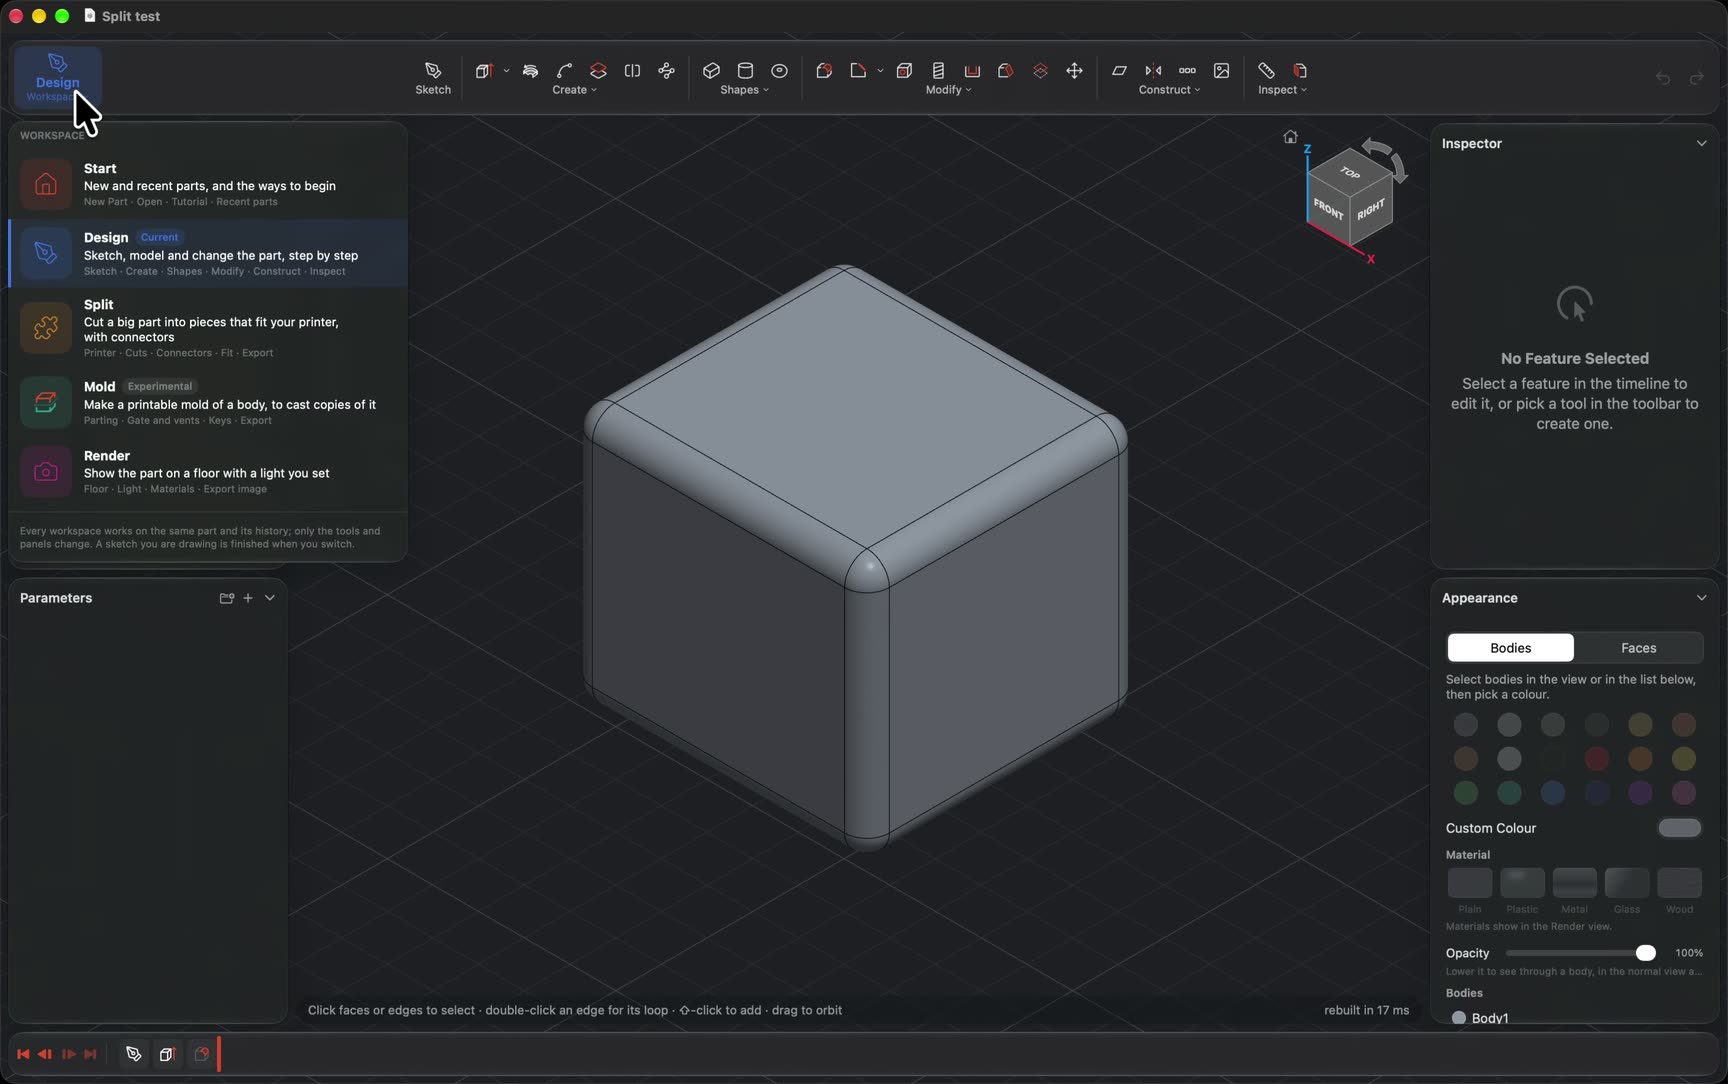 Split test
Design
Workspac
Sketch
Create
Shapes
Modify
Construct
Inspect
WORKSPACE
Start
New and recent parts, and the ways to begin
New Part · Open · Tutorial · Recent parts
Design Current
Sketch, model and change the part, step by step
Sketch · Create · Shapes · Modify · Construct · Inspect
Split
Cut a big part into pieces that fit your printer,
with connectors
Printer · Cuts · Connectors · Fit · Export
Mold Experimental
Make a printable mold of a body, to cast copies of it
Parting · Gate and vents · Keys · Export
Render
Show the part on a floor with a light you set
Floor · Light · Materials · Export image
Every workspace works on the same part and its history; only the tools and
panels change. A sketch you are drawing is finished when you switch.
Parameters
Z
TOP
FRONT
RIGHT
X
Inspector
No Feature Selected
Select a feature in the timeline to
edit it, or pick a tool in the toolbar to
create one.
Appearance
Bodies
Faces
Select bodies in the view or in the list below,
then pick a colour.
Custom Colour
Material
Plain Plastic Metal Glass Wood
Materials show in the Render view.
Opacity 100%
Lower it to see through a body, in the normal view a...
Bodies
Body1
Click faces or edges to select · double-click an edge for its loop · ⇧-click to add · drag to orbit
rebuilt in 17 ms